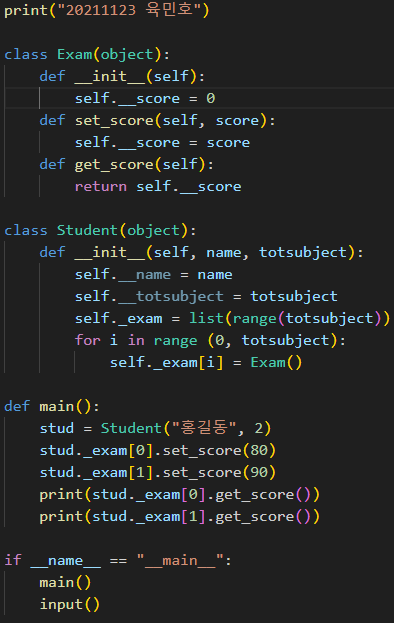 print("20211123 육민호")
class Exam(object):
def __init__(self):
self.__score = 0
def set_score(self, score):
self.__score = score
def get_score(self):
return self.__score
class Student(object):
def __init__(self, name, totsubject):
self.__name = name
self.__totsubject = totsubject
self._exam = list(range(totsubject))
for i in range (0, totsubject):
self._exam[i] = Exam()
def main():
stud = Student("홍길동", 2)
stud._exam[0].set_score(80)
stud._exam[1].set_score(90)
print(stud._exam[0].get_score())
print(stud._exam[1].get_score())
if __name__ == "__main__":
main()
input()